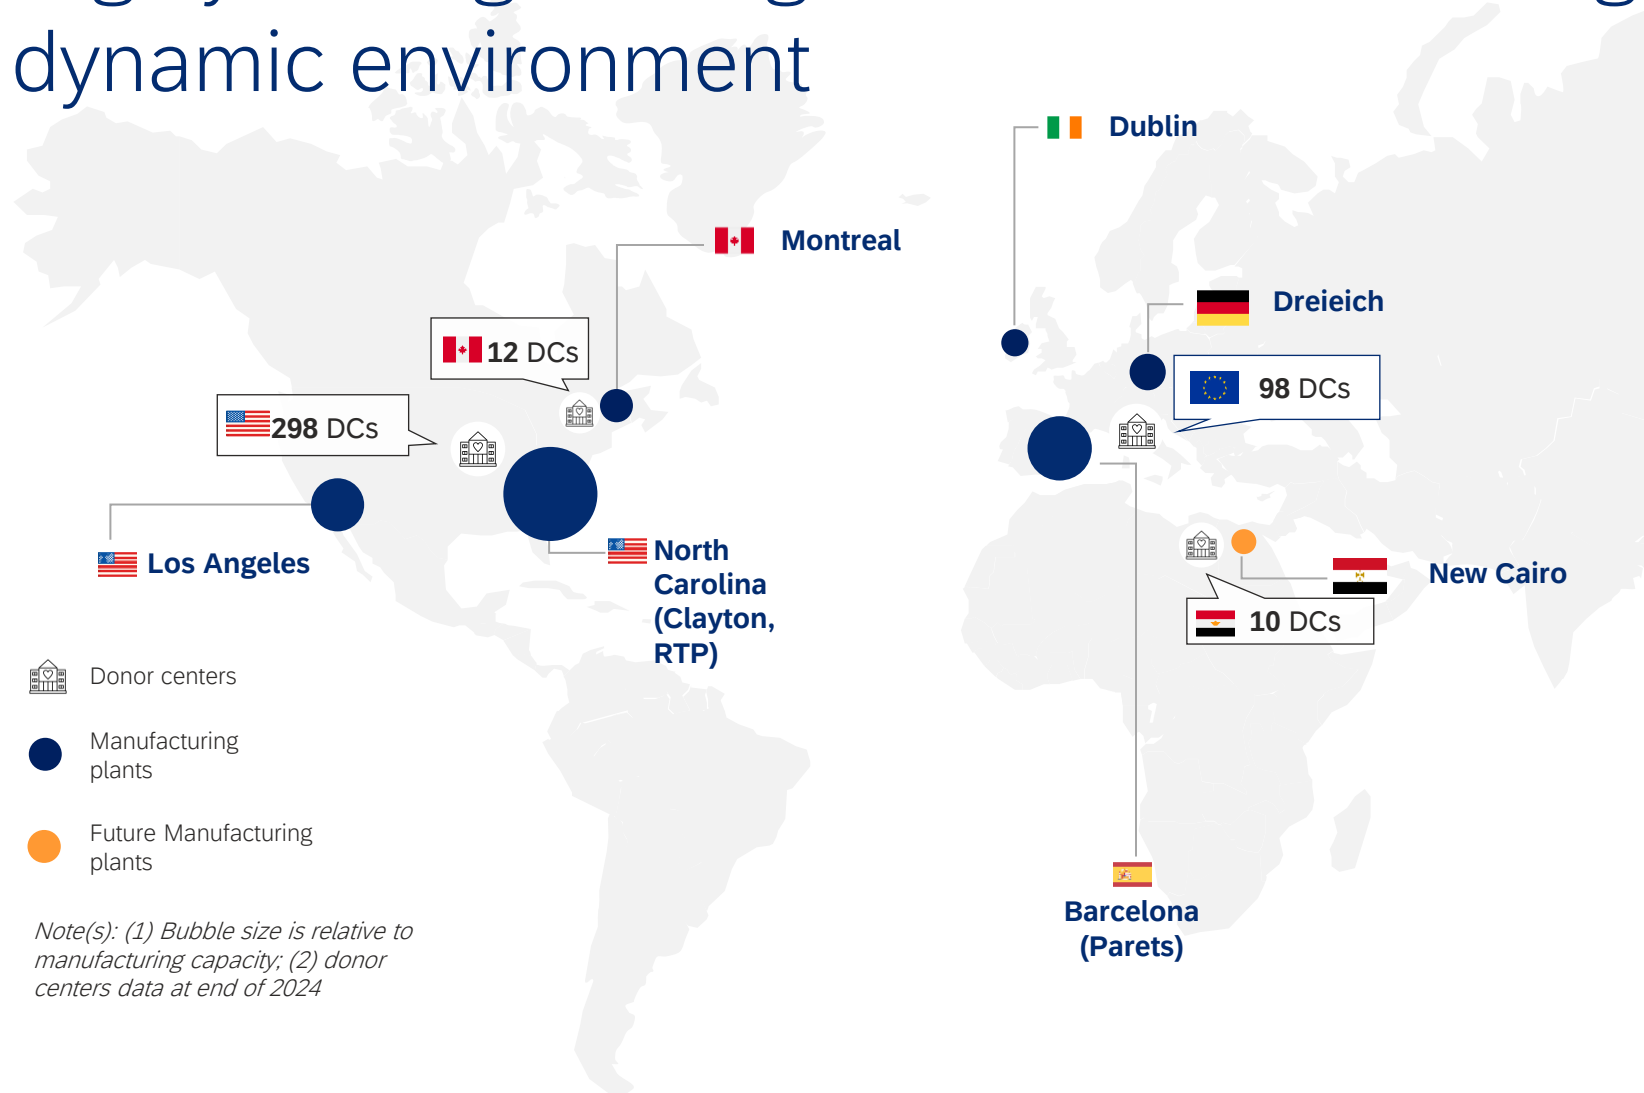 dynamic environment
Dublin
Montreal
Dreieich
12 DCs
98 DCs
298 DCs
Los Angeles
North
Carolina
(Clayton,
RTP)
New Cairo
10 DCs
Donor centers
Manufacturing
plants
Future Manufacturing
plants
Barcelona
(Parets)
Note(s): (1) Bubble size is relative to
manufacturing capacity; (2) donor
centers data at end of 2024